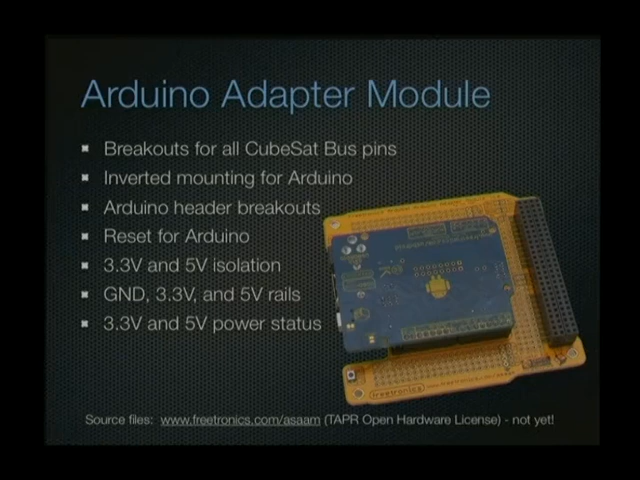 Arduino Adapter Module
Breakouts for all CubeSat Bus pins
Inverted mounting for Arduino
Arduino header breakouts
Reset for Arduino
3.3V and 5V isolation
GND, 3.3V, and 5V rails
3.3V and 5V power status
freetronics
Source files: www.freetronics.com/asaam (TAPR Open Hardware License) - not yet!